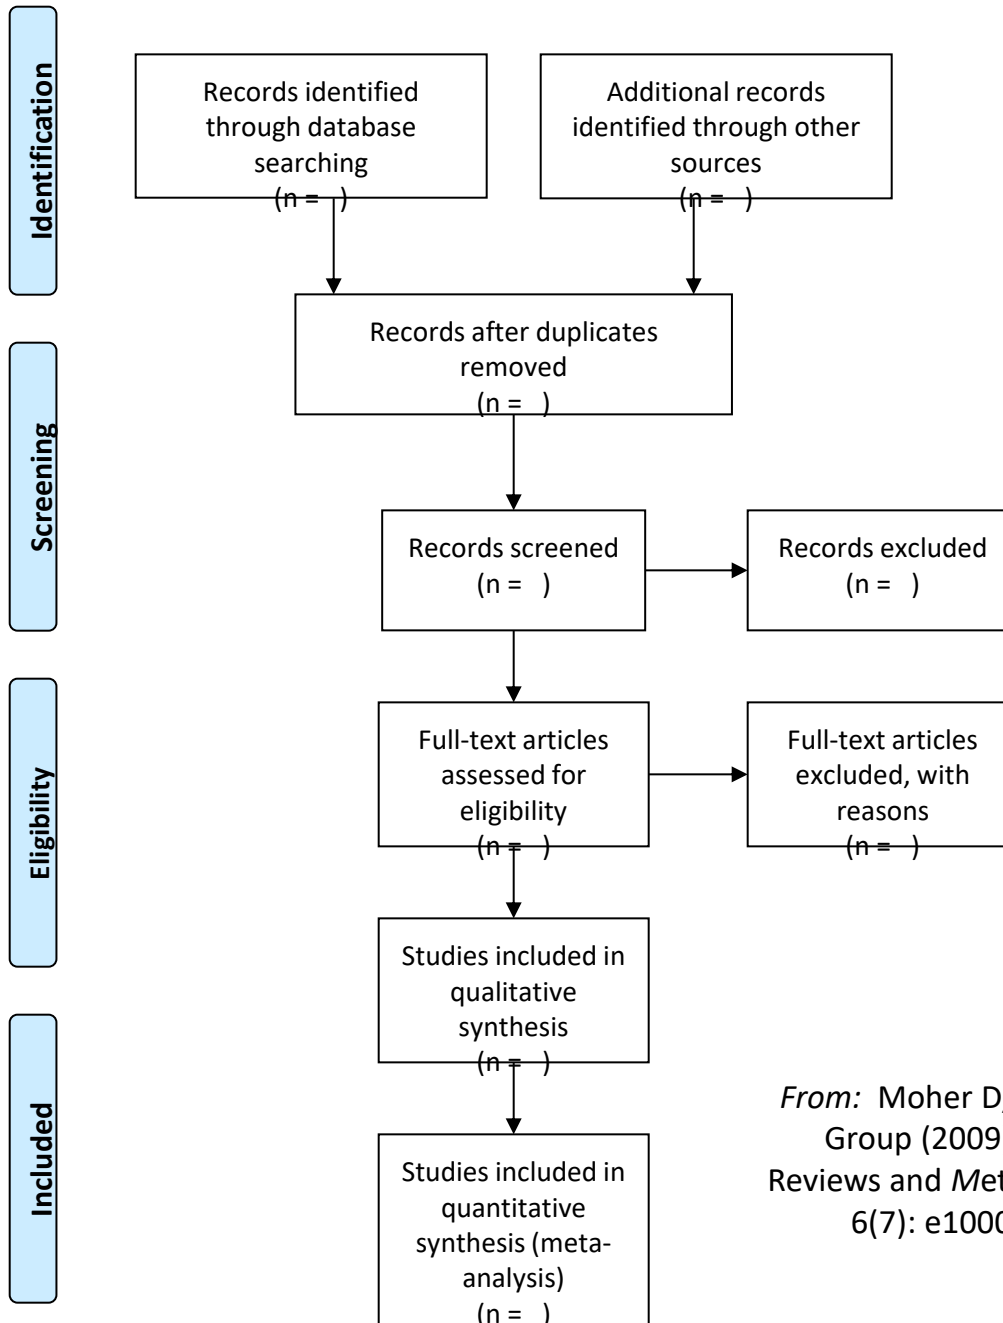 Identification
Records identified
through database
searching
(n =   )
Additional records
identified through other
sources
(n =   )
Records after duplicates
removed
(n =   )
Screening
Records screened
(n =   )
Records excluded
(n =   )
Eligibility
Full-text articles
assessed for
eligibility
(n =   )
Full-text articles
excluded, with
reasons
(n =   )
Studies included in
qualitative
synthesis
(n =   )
Included
Studies included in
quantitative
synthesis (meta-
analysis)
(n =   )
From:  Moher D,
Group (2009
Reviews and Met
6(7): e1000